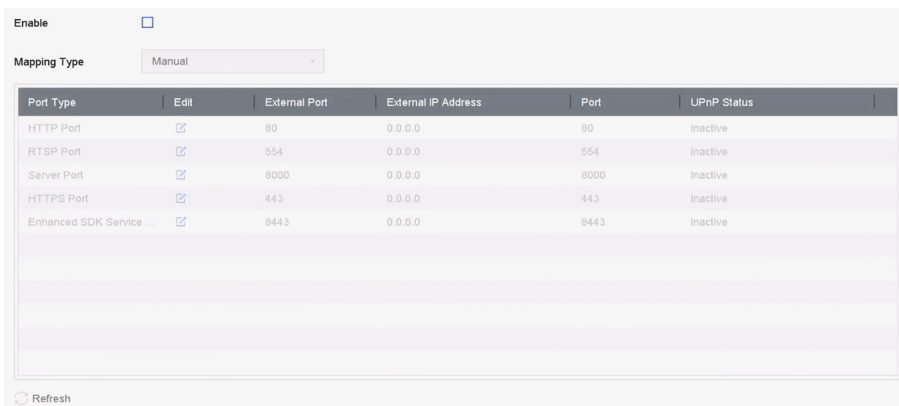 Enable
Mapping Type Manual
Port Type Edit External Port External IP Address Port UPnP Status
HTTP Port 80 0.0.0.0 80 Inactive
RTSP Port 554 0.0.0.0 554 Inactive
Server Port 8000 0.0.0.0 8000 Inactive
HTTPS Port 443 0.0.0.0 443 Inactive
Enhanced SDK Service ... 8443 0.0.0.0 8443 Inactive
Refresh